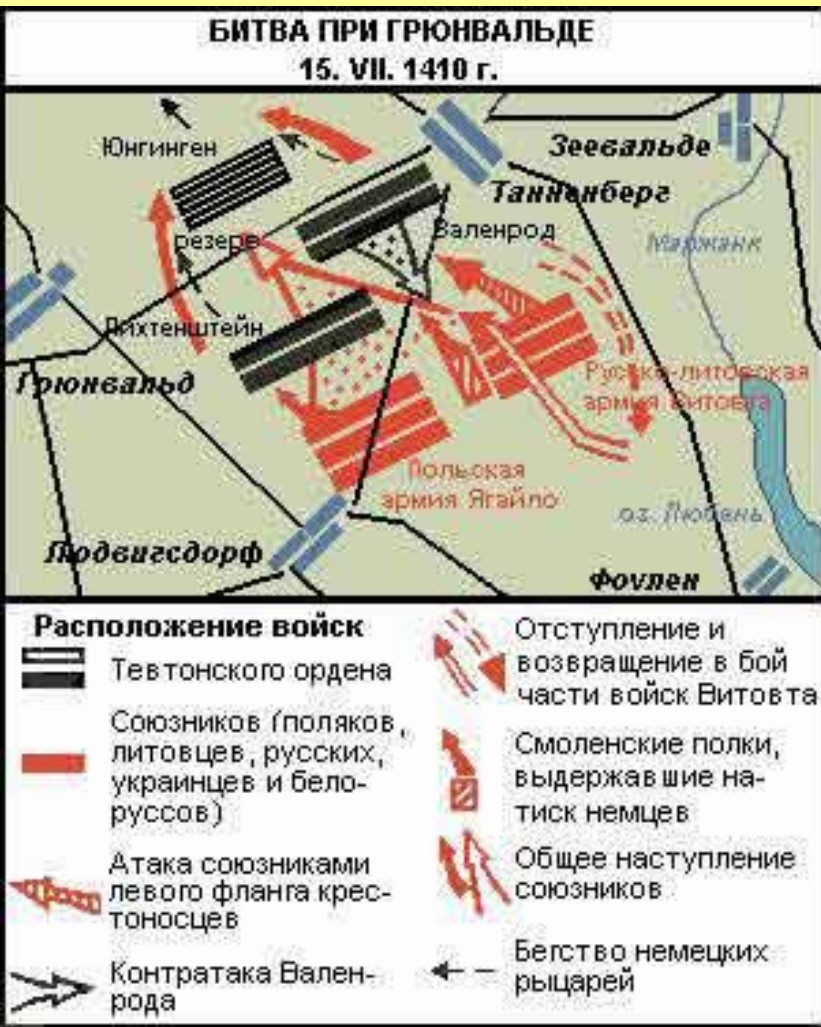 БИТВА ПРИ ГРЮНВАЛЬДЕ
15. VII. 1410 г.
Юнгинген
Зеевальде
Танненберг
резерв
Валенрод
Маржанк
Лихтенштейн
Грюнвальд
Русско-литовская
армия Витовта
Польская
армия Ягайло
оз. Любень
Людвигсдорф
Фоулен
Расположение войск
Тевтонского ордена
Союзников (поляков,
литовцев, русских,
украинцев и бело-
руссов)
Атака союзниками
левого фланга крес-
тоносцев
Контратака Вален-
рода
Отступление и
возвращение в бой
части войск Витовта
Смоленские полки,
выдержавшие на-
тиск немцев
Общее наступление
союзников
Бегство немецких
рыцарей